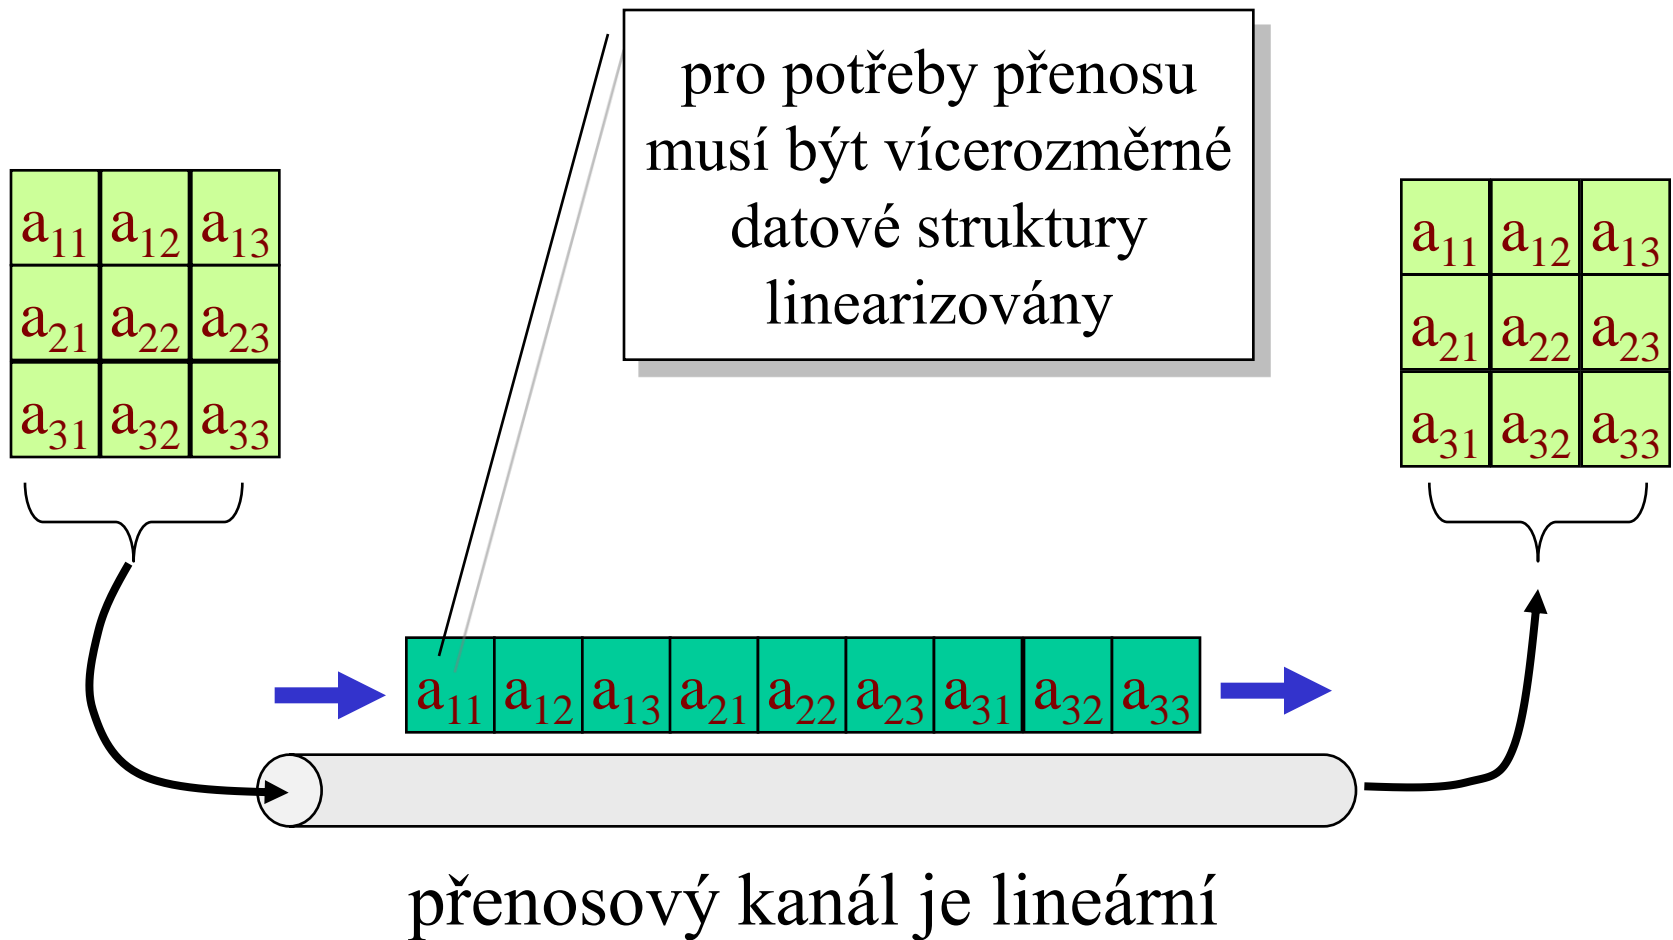 pro potřeby přenosu
musí být vícerozměrné
datové struktury
linearizovány
a11 a12 a13
a21 a22 a23
a31 a32 a33
a11 a12 a13
a21 a22 a23
a31 a32 a33
a11 a12 a13 a21 a22 a23 a31 a32 a33
přenosový kanál je lineární